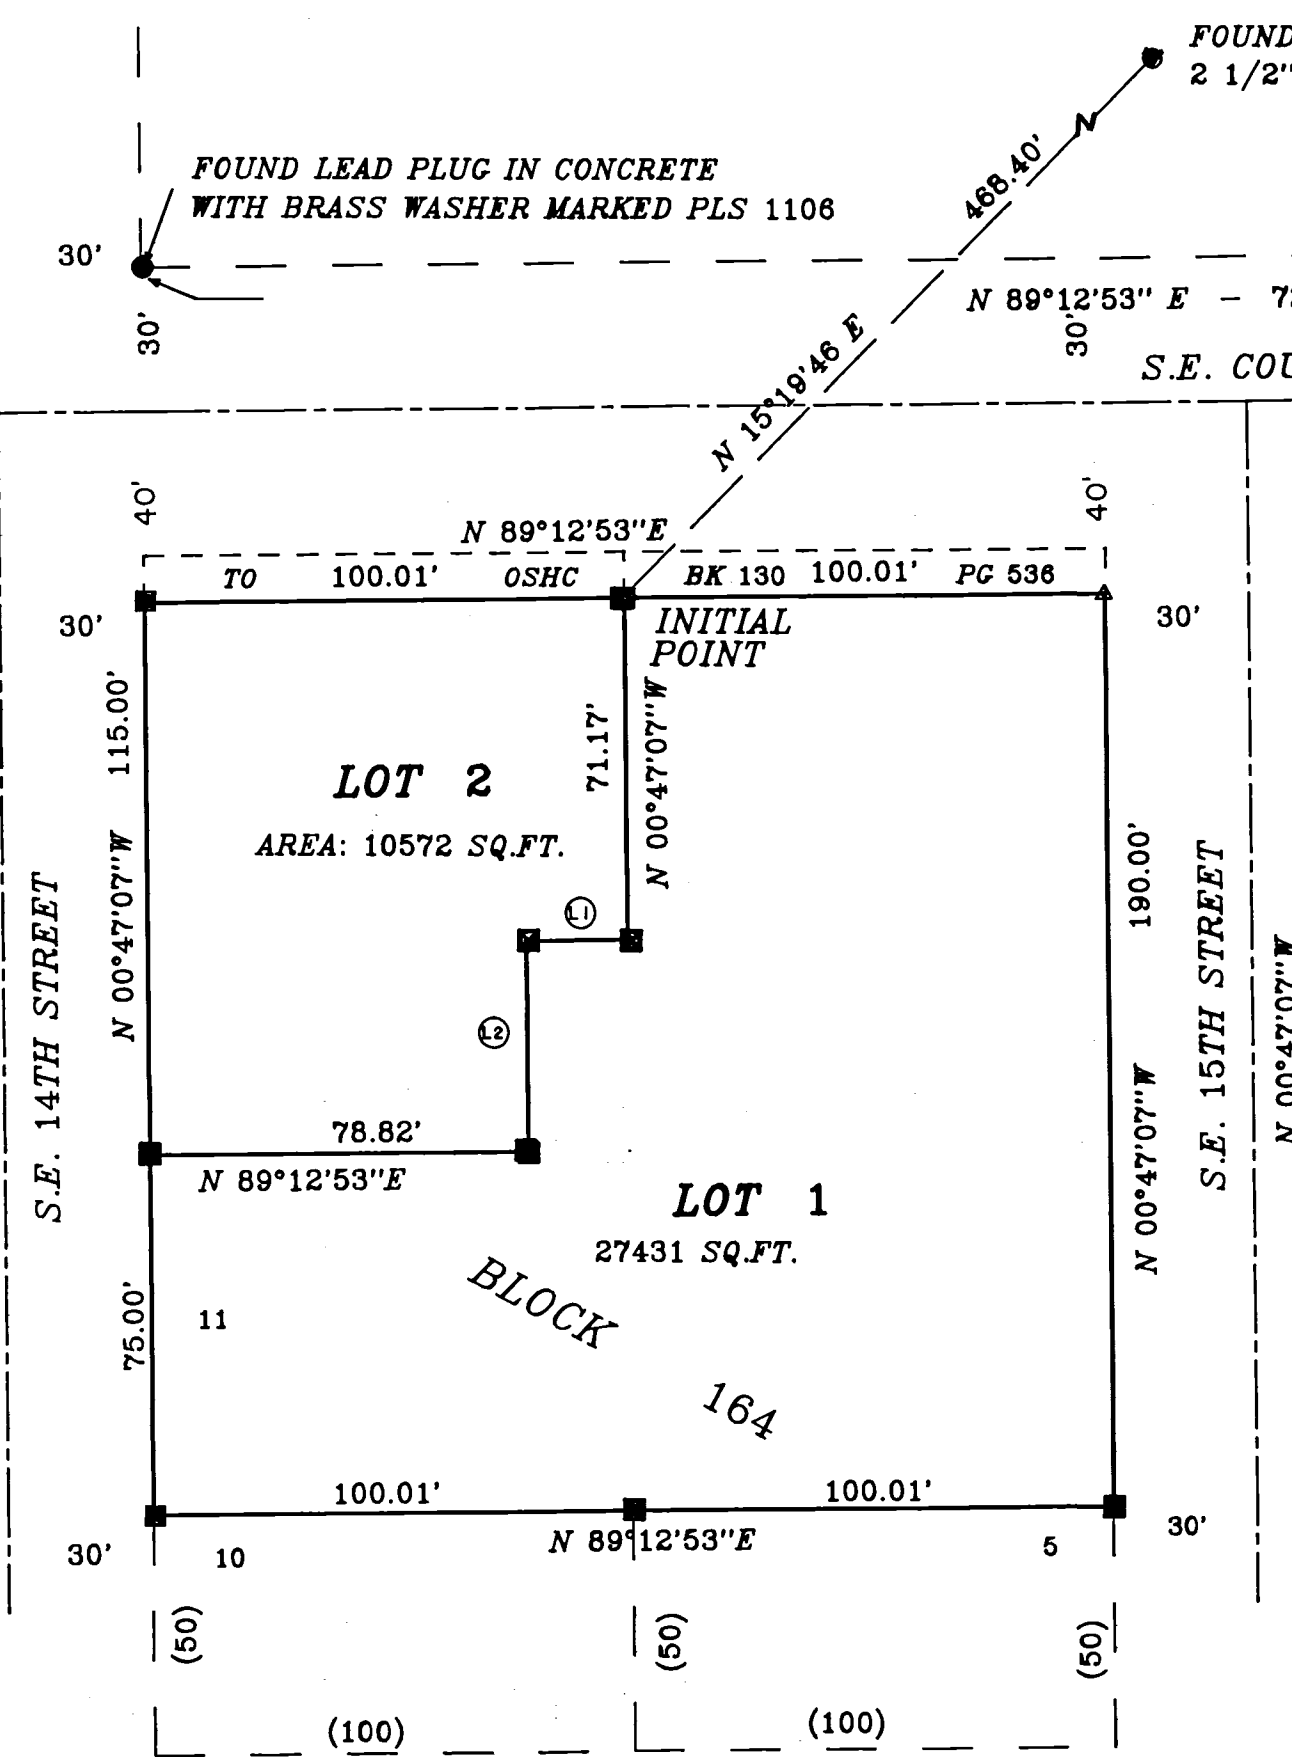 FOUND
2 1/2"
FOUND LEAD PLUG IN CONCRETE
WITH BRASS WASHER MARKED PLS 1106
468.40'
30'
N 89°12'53" E - 7
30'
30'
S.E. COU
N 15°19'46 E
40'
40'
N 89°12'53"E
TO 100.01' OSHC BK 130 100.01' PG 536
30'
INITIAL
POINT
30'
115.00'
71.17'
N 00°47'07"W
LOT 2
AREA: 10572 SQ.FT.
N 00°47'07"W
190.00'
S.E. 14TH STREET
S.E. 15TH STREET
L1
L2
N 00°47'07"W
N 00°47'07"W
78.82'
N 89°12'53"E
LOT 1
27431 SQ.FT.
BLOCK
164
75.00'
11
100.01'
100.01'
N 89°12'53"E
30'
10
5
30'
(50)
(50)
(50)
(100)
(100)